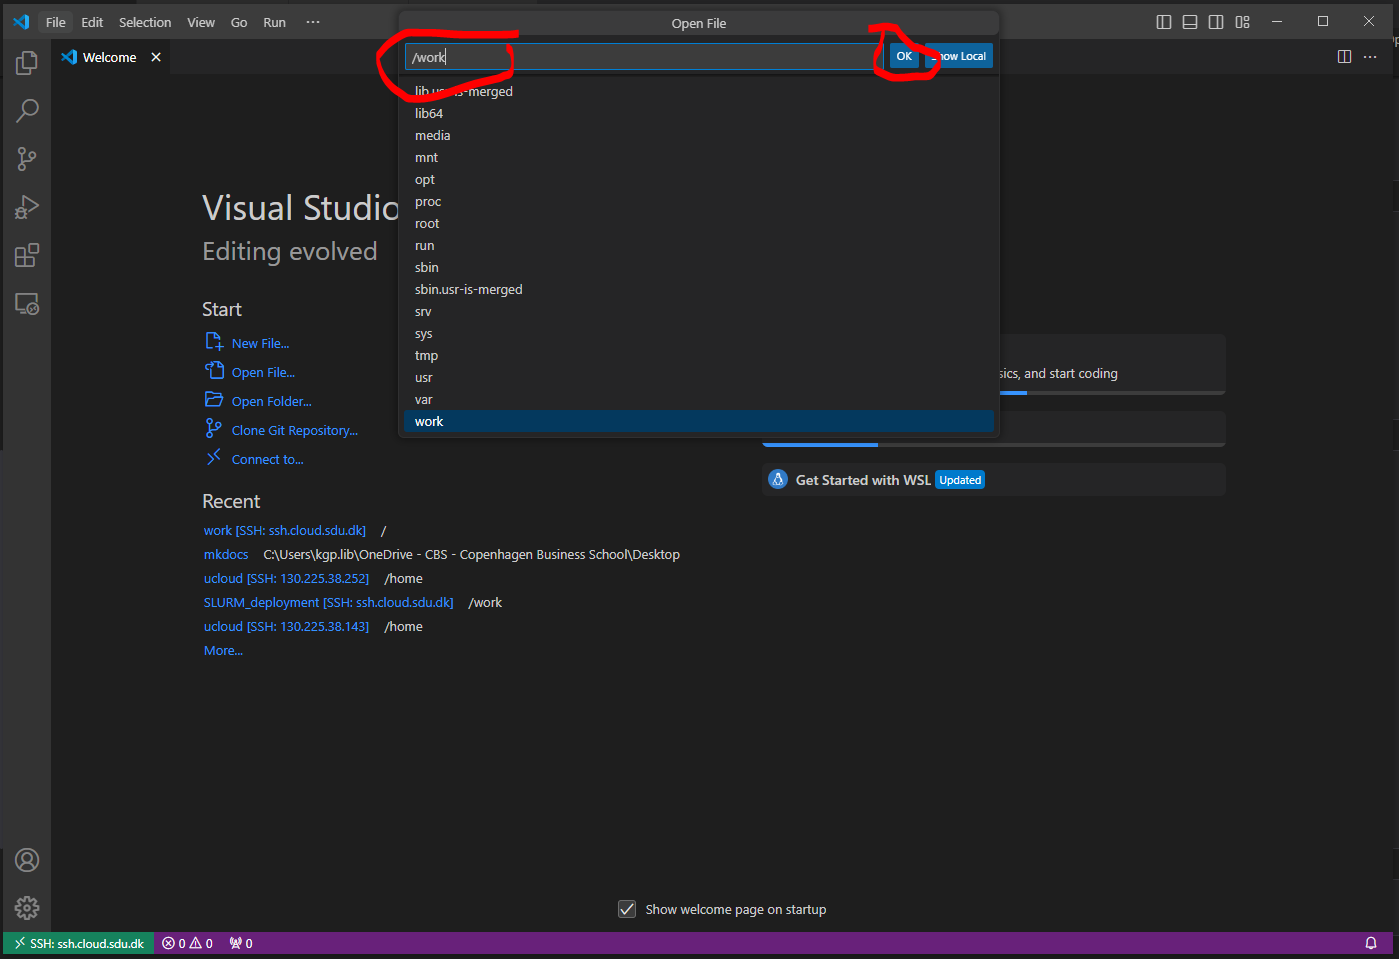 File Edit Selection View Go Run ···
Open File
Welcome
/work
OK
Show Local
lib.usr-is-merged
lib64
media
mnt
opt
proc
root
run
sbin
sbin.usr-is-merged
srv
sys
tmp
usr
var
work
Visual Studio
Editing evolved
Start
New File...
Open File...
Open Folder...
Clone Git Repository...
Connect to...
Recent
work [SSH: ssh.cloud.sdu.dk] /
mkdocs C:\Users\kgp.lib\OneDrive - CBS - Copenhagen Business School\Desktop
ucloud [SSH: 130.225.38.252] /home
SLURM_deployment [SSH: ssh.cloud.sdu.dk] /work
ucloud [SSH: 130.225.38.143] /home
More...
and start coding
Get Started with WSL Updated
Show welcome page on startup
SSH: ssh.cloud.sdu.dk 0 0 0